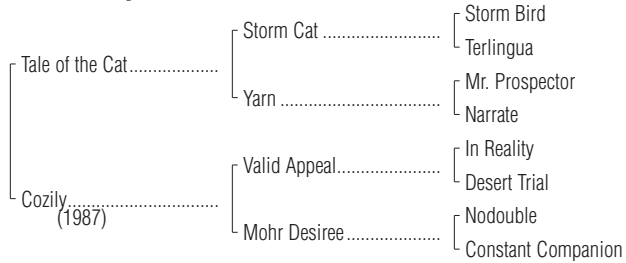 Storm Bird
Storm Cat ......................
Terlingua
Tale of the Cat.................
Mr. Prospector
Yarn ..............................
Narrate
In Reality
Valid Appeal....................
Desert Trial
Cozily.............................
(1987)
Nodouble
Mohr Desiree..................
Constant Companion